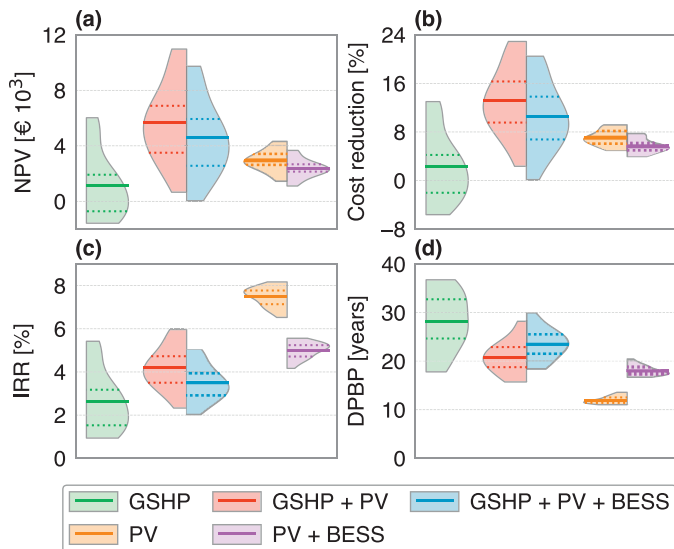 (a)
NPV [€ 10³]
12
8
4
0
(b)
Cost reduction [%]
24
16
8
0
−8
(c)
IRR [%]
8
6
4
2
0
(d)
DPBP [years]
40
30
20
10
0
GSHP GSHP + PV GSHP + PV + BESS
PV PV + BESS